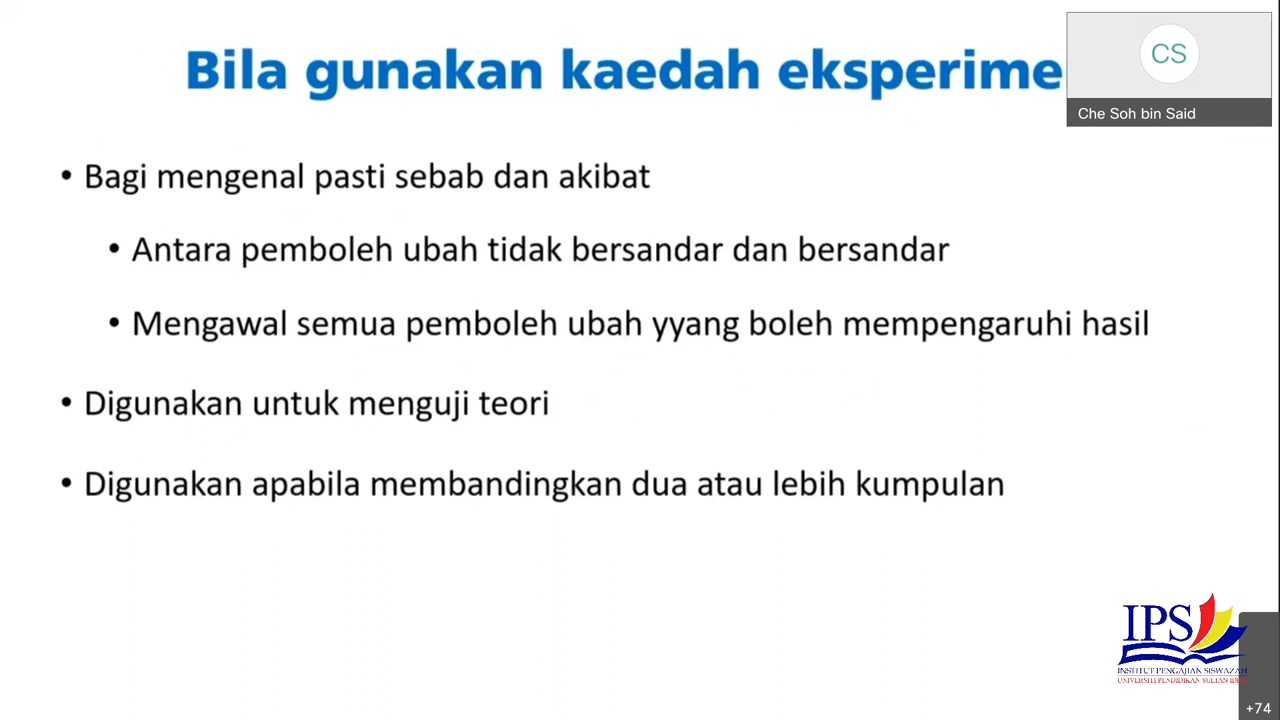 Bila gunakan kaedah eksperime
CS
Che Soh bin Said
• Bagi mengenal pasti sebab dan akibat
• Antara pemboleh ubah tidak bersandar dan bersandar
• Mengawal semua pemboleh ubah yyang boleh mempengaruhi hasil
• Digunakan untuk menguji teori
• Digunakan apabila membandingkan dua atau lebih kumpulan
IPS
INSTITUT PENGAJIAN SISWAZAH
UNIVERSITI PENDIDIKAN SULTAN
+74